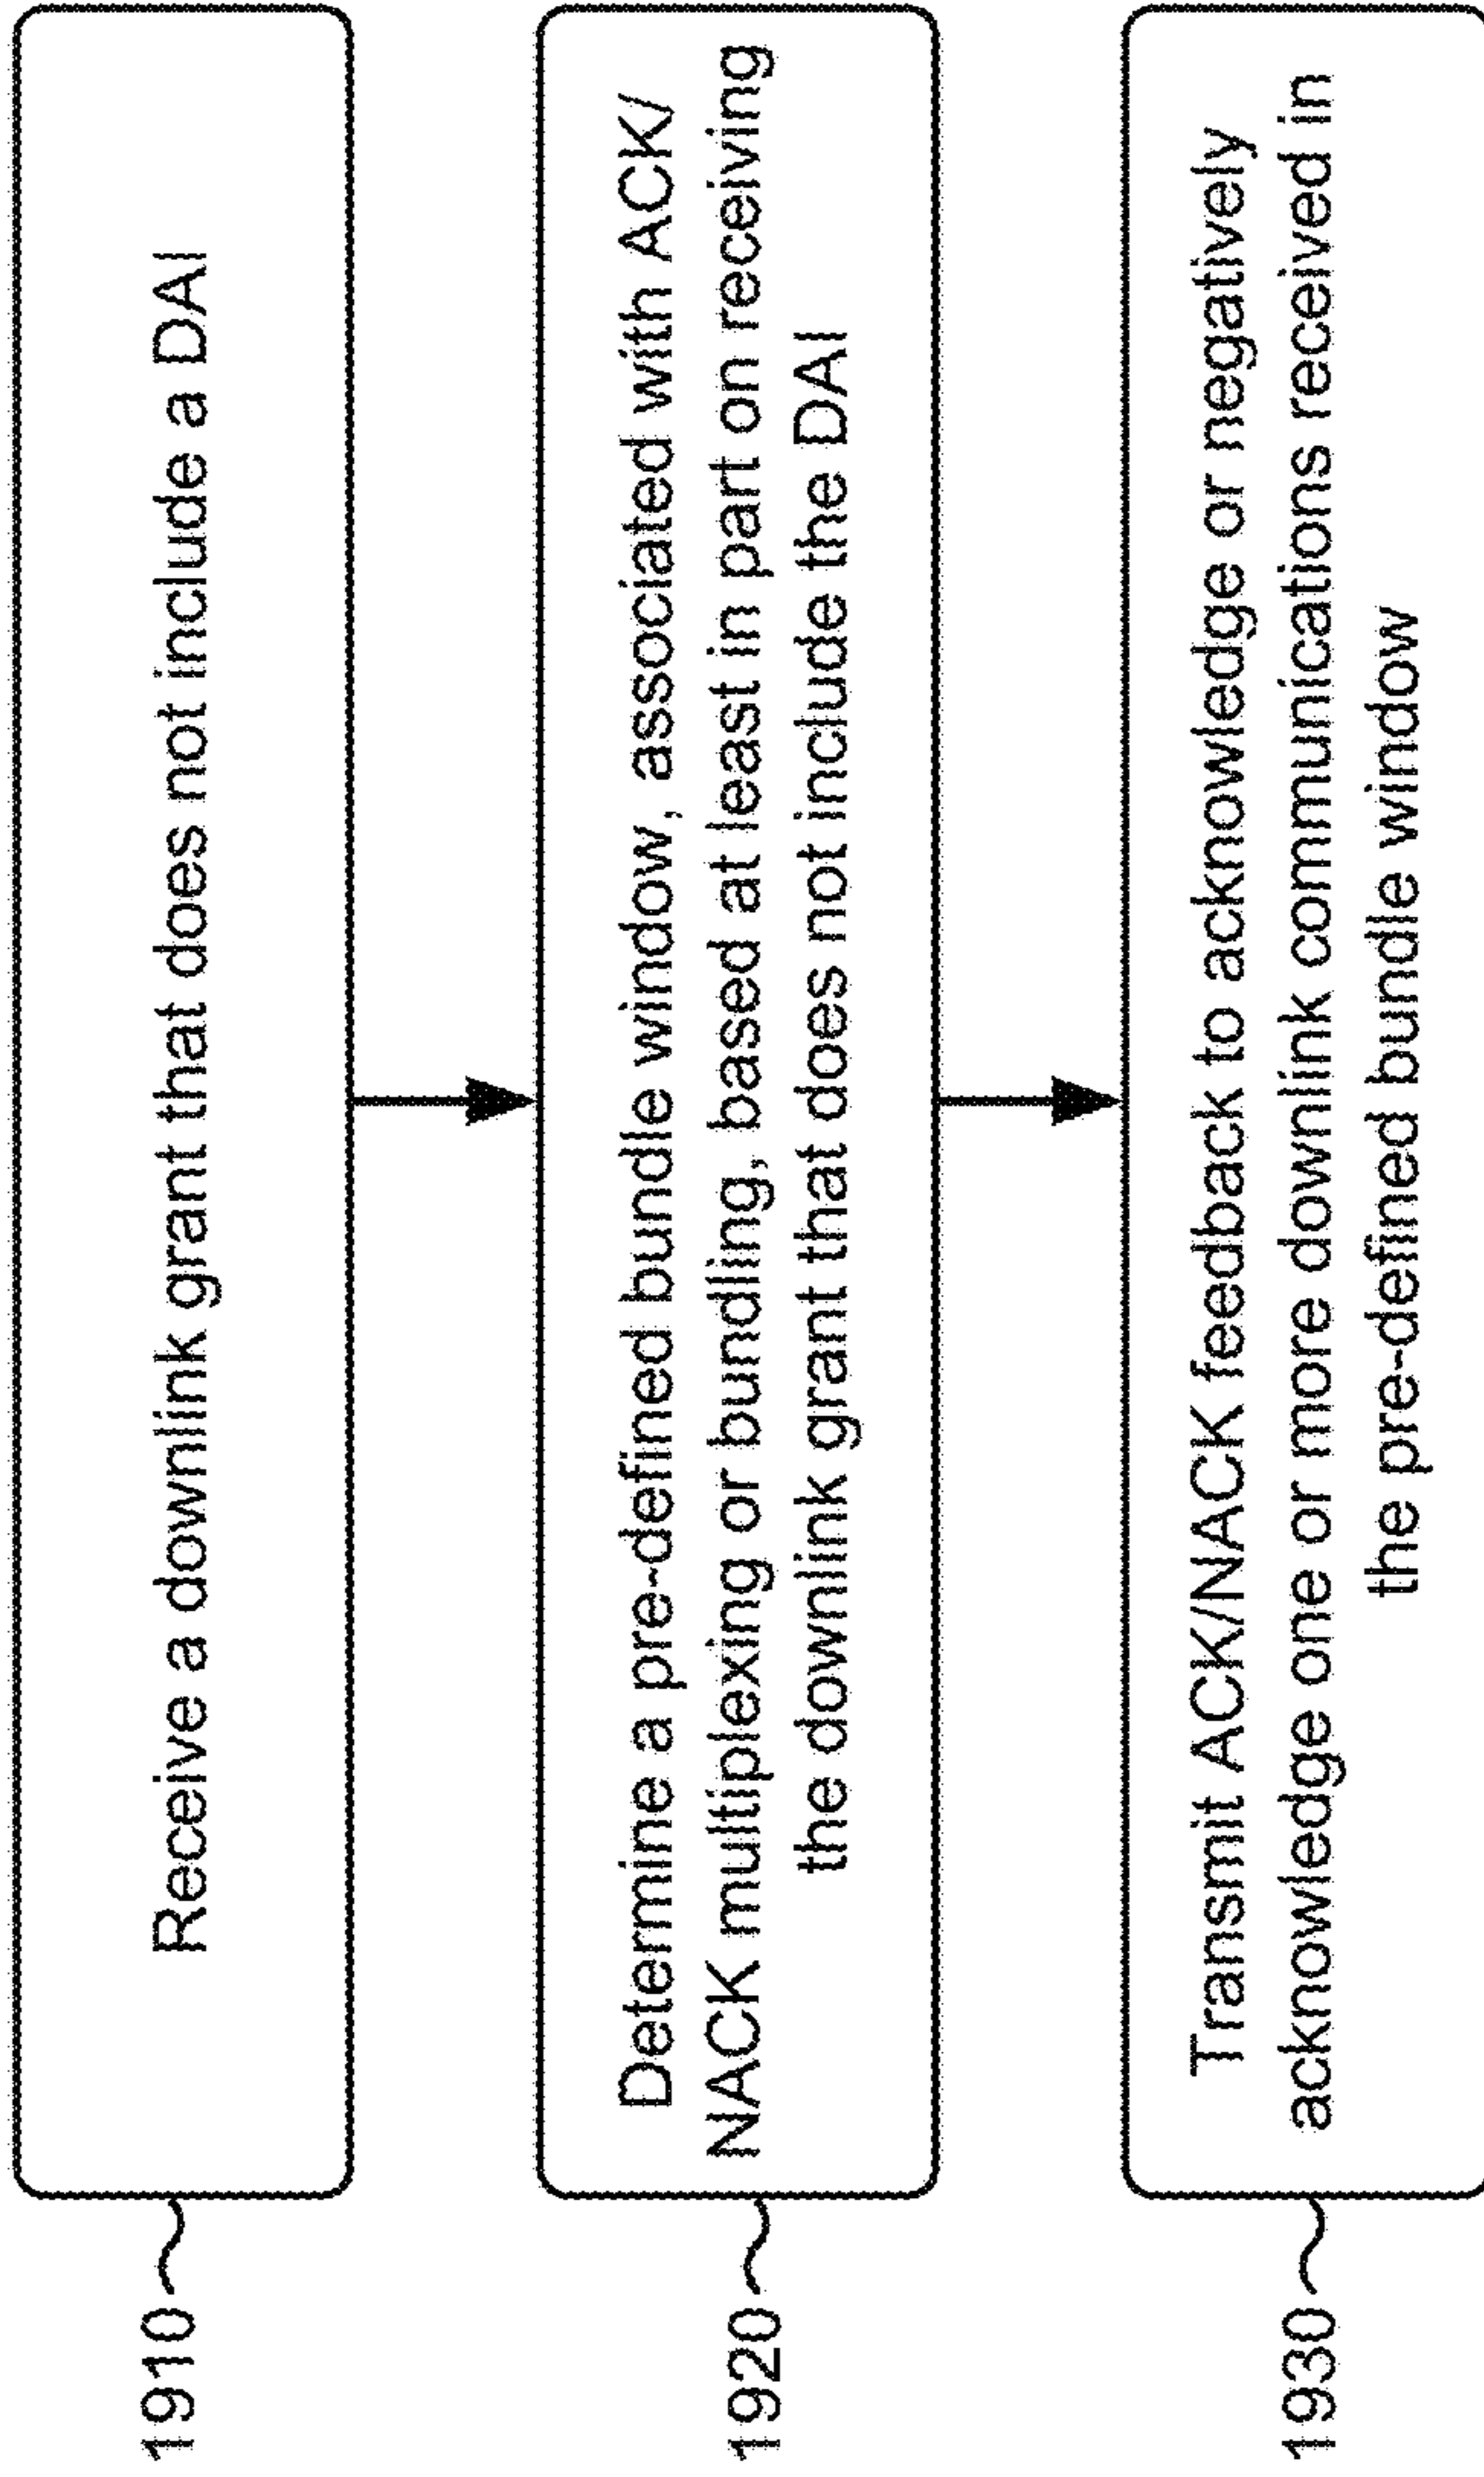 1910
Receive a downlink grant that does not include a DAI
1920
Determine a pre-defined bundle window, associated with ACK/
NACK multiplexing or bundling, based at least in part on receiving
the downlink grant that does not include the DAI
1930
Transmit ACK/NACK feedback to acknowledge or negatively
acknowledge one or more downlink communications received in
the pre-defined bundle window